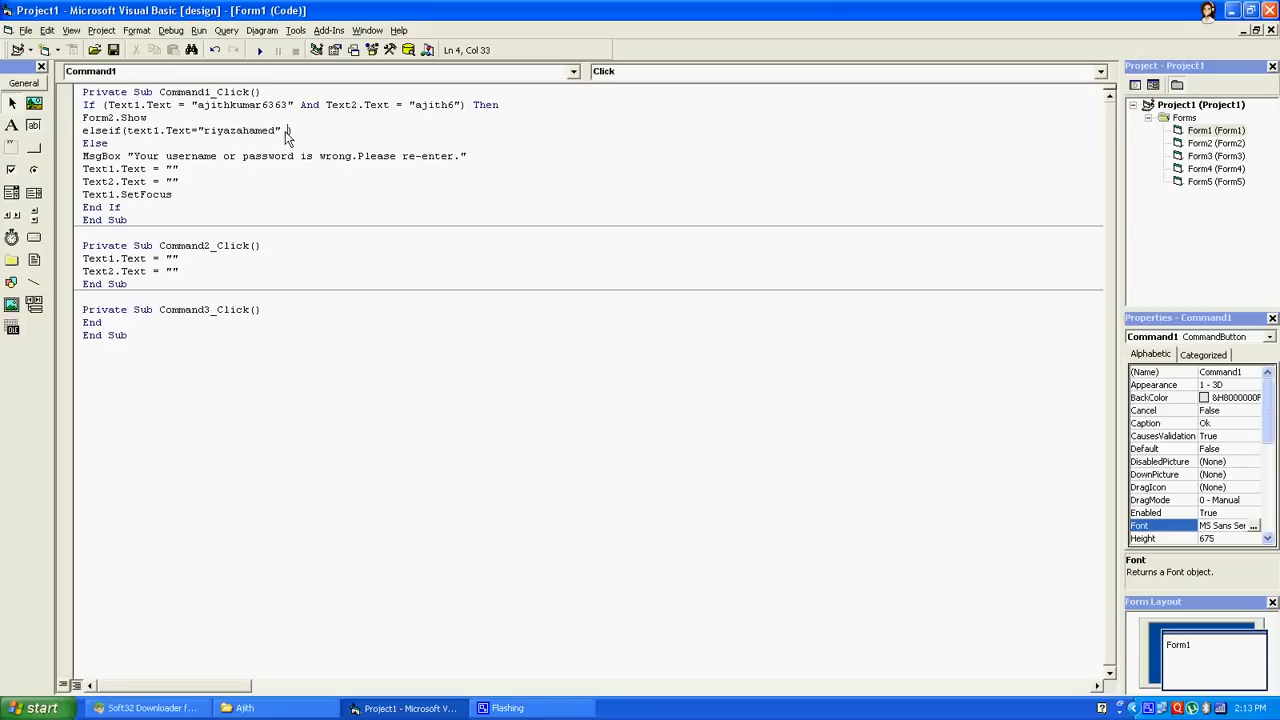 Project1 - Microsoft Visual Basic [design] - [Form1 (Code)]
File Edit View Project Format Debug Run Query Diagram Tools Add-Ins Window Help
Ln 4, Col 33
General
Command1
Click
Private Sub Command1_Click()
If (Text1.Text = "ajithkumar6363" And Text2.Text = "ajith6") Then
Form2.Show
elseif(text1.Text="riyazahamed" )
Else
MsgBox "Your username or password is wrong.Please re-enter."
Text1.Text = ""
Text2.Text = ""
Text1.SetFocus
End If
End Sub
Private Sub Command2_Click()
Text1.Text = ""
Text2.Text = ""
End Sub
Private Sub Command3_Click()
End
End Sub
Project - Project1
Project1 (Project1)
Forms
Form1 (Form1)
Form2 (Form2)
Form3 (Form3)
Form4 (Form4)
Form5 (Form5)
Properties - Command1
Command1 CommandButton
Alphabetic Categorized
(Name) Command1
Appearance 1 - 3D
BackColor &H8000000F
Cancel False
Caption Ok
CausesValidation True
Default False
DisabledPicture (None)
DownPicture (None)
DragIcon (None)
DragMode 0 - Manual
Enabled True
Font MS Sans Ser ...
Height 675
Font
Returns a Font object.
Form Layout
Form1
start
Soft32 Downloader f...
Ajith
Project1 - Microsoft V...
Flashing
2:13 PM